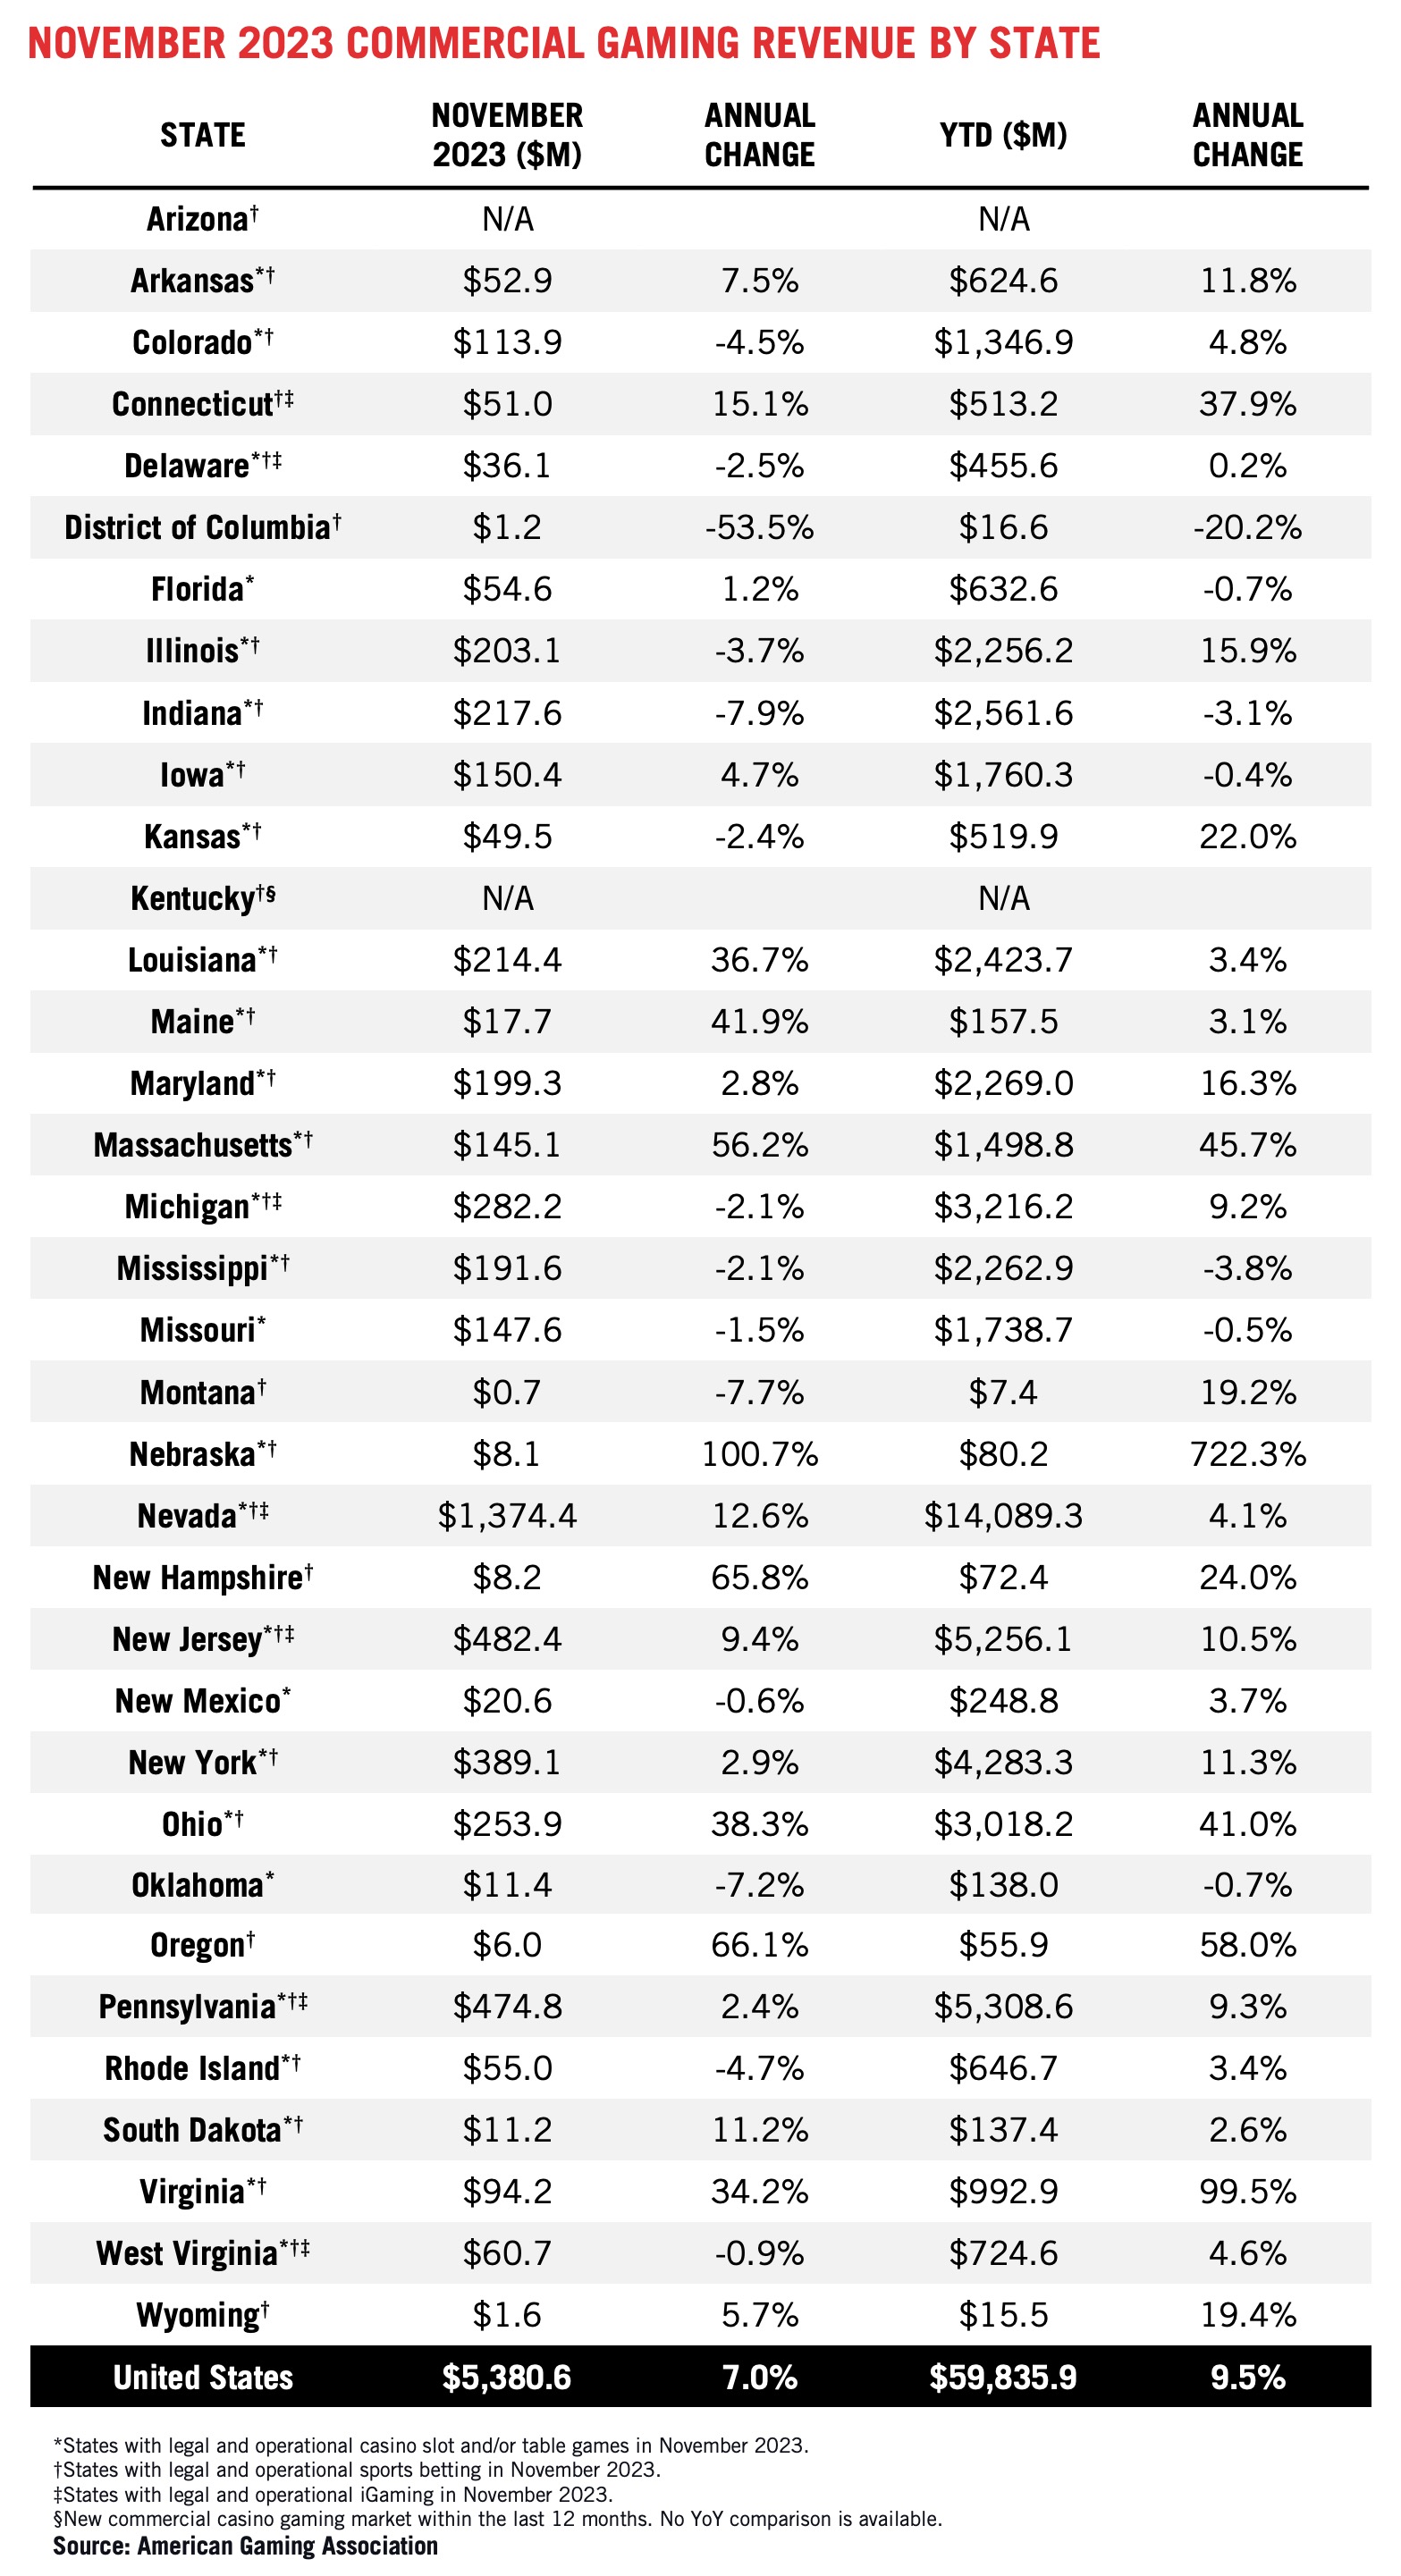 NOVEMBER 2023 COMMERCIAL GAMING REVENUE BY STATE
STATE NOVEMBER 2023 ($M) ANNUAL CHANGE YTD ($M) ANNUAL CHANGE
Arizona† N/A N/A
Arkansas*† $52.9 7.5% $624.6 11.8%
Colorado*† $113.9 -4.5% $1,346.9 4.8%
Connecticut†‡ $51.0 15.1% $513.2 37.9%
Delaware*†‡ $36.1 -2.5% $455.6 0.2%
District of Columbia† $1.2 -53.5% $16.6 -20.2%
Florida* $54.6 1.2% $632.6 -0.7%
Illinois*† $203.1 -3.7% $2,256.2 15.9%
Indiana*† $217.6 -7.9% $2,561.6 -3.1%
Iowa*† $150.4 4.7% $1,760.3 -0.4%
Kansas*† $49.5 -2.4% $519.9 22.0%
Kentucky†§ N/A N/A
Louisiana*† $214.4 36.7% $2,423.7 3.4%
Maine*† $17.7 41.9% $157.5 3.1%
Maryland*† $199.3 2.8% $2,269.0 16.3%
Massachusetts*† $145.1 56.2% $1,498.8 45.7%
Michigan*†‡ $282.2 -2.1% $3,216.2 9.2%
Mississippi*† $191.6 -2.1% $2,262.9 -3.8%
Missouri* $147.6 -1.5% $1,738.7 -0.5%
Montana† $0.7 -7.7% $7.4 19.2%
Nebraska*† $8.1 100.7% $80.2 722.3%
Nevada*†‡ $1,374.4 12.6% $14,089.3 4.1%
New Hampshire† $8.2 65.8% $72.4 24.0%
New Jersey*†‡ $482.4 9.4% $5,256.1 10.5%
New Mexico* $20.6 -0.6% $248.8 3.7%
New York*† $389.1 2.9% $4,283.3 11.3%
Ohio*† $253.9 38.3% $3,018.2 41.0%
Oklahoma* $11.4 -7.2% $138.0 -0.7%
Oregon† $6.0 66.1% $55.9 58.0%
Pennsylvania*†‡ $474.8 2.4% $5,308.6 9.3%
Rhode Island*† $55.0 -4.7% $646.7 3.4%
South Dakota*† $11.2 11.2% $137.4 2.6%
Virginia*† $94.2 34.2% $992.9 99.5%
West Virginia*†‡ $60.7 -0.9% $724.6 4.6%
Wyoming† $1.6 5.7% $15.5 19.4%
United States $5,380.6 7.0% $59,835.9 9.5%
*States with legal and operational casino slot and/or table games in November 2023.
†States with legal and operational sports betting in November 2023.
‡States with legal and operational iGaming in November 2023.
§New commercial casino gaming market within the last 12 months. No YoY comparison is available.
Source: American Gaming Association